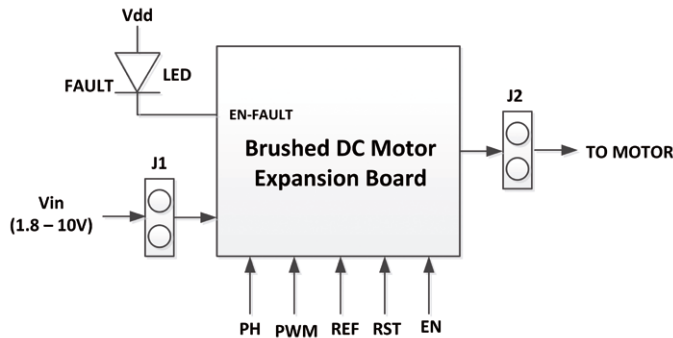 Vdd
LED
FAULT
EN-FAULT
Brushed DC Motor
Expansion Board
J2
TO MOTOR
J1
Vin
(1.8 – 10V)
PH
PWM
REF
RST
EN